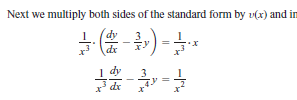 Next we multiply both sides of the standard form by v(x) and in
1/x³ · (dy/dx − 3/x y) = 1/x³ · x
1/x³ dy/dx − 3/x⁴ y = 1/x²